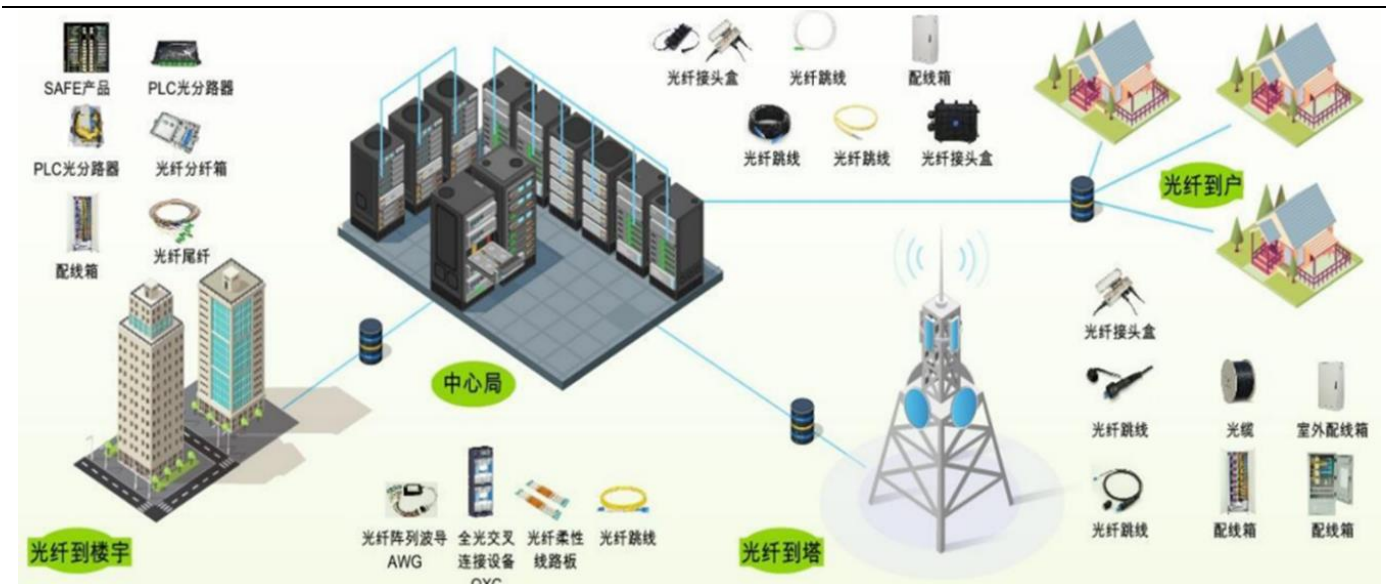 SAFE产品
PLC光分路器
PLC光分路器
光纤分纤箱
配线箱
光纤尾纤
光纤到楼宇
中心局
光纤阵列波导
AWG
全光交叉
连接设备
OXC
光纤柔性
线路板
光纤跳线
光纤接头盒
光纤跳线
配线箱
光纤跳线
光纤跳线
光纤接头盒
光纤到户
光纤接头盒
光纤跳线
光缆
室外配线箱
光纤跳线
配线箱
配线箱
光纤到塔